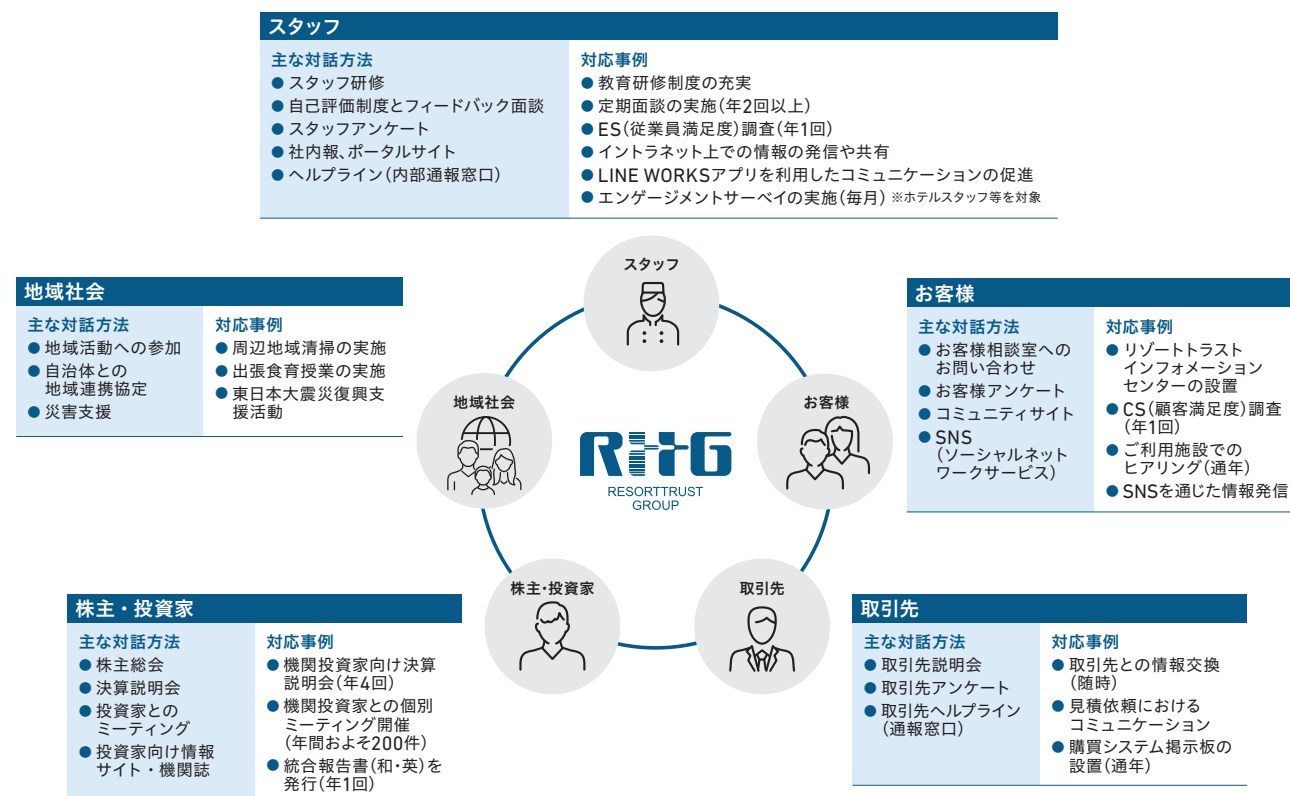 スタッフ
主な対話方法
● スタッフ研修
● 自己評価制度とフィードバック面談
● スタッフアンケート
● 社内報、ポータルサイト
● ヘルプライン(内部通報窓口)
対応事例
● 教育研修制度の充実
● 定期面談の実施(年2回以上)
● ES(従業員満足度)調査(年1回)
● イントラネット上での情報の発信や共有
● LINE WORKSアプリを利用したコミュニケーションの促進
● エンゲージメントサーベイの実施(毎月) ※ホテルスタッフ等を対象
地域社会
主な対話方法
● 地域活動への参加
● 自治体との
地域連携協定
● 災害支援
対応事例
● 周辺地域清掃の実施
● 出張食育授業の実施
● 東日本大震災復興支
援活動
スタッフ
地域社会
お客様
株主・投資家
取引先
RTTG
RESORTTRUST
GROUP
お客様
主な対話方法
● お客様相談室への
お問い合わせ
● お客様アンケート
● コミュニティサイト
● SNS
(ソーシャルネット
ワークサービス)
対応事例
● リゾートトラスト
インフォメーション
センターの設置
● CS(顧客満足度)調査
(年1回)
● ご利用施設での
ヒアリング(通年)
● SNSを通じた情報発信
株主・投資家
主な対話方法
● 株主総会
● 決算説明会
● 投資家との
ミーティング
● 投資家向け情報
サイト・機関誌
対応事例
● 機関投資家向け決算
説明会(年4回)
● 機関投資家との個別
ミーティング開催
(年間およそ200件)
● 統合報告書(和・英)を
発行(年1回)
取引先
主な対話方法
● 取引先説明会
● 取引先アンケート
● 取引先ヘルプライン
(通報窓口)
対応事例
● 取引先との情報交換
(随時)
● 見積依頼における
コミュニケーション
● 購買システム掲示板の
設置(通年)